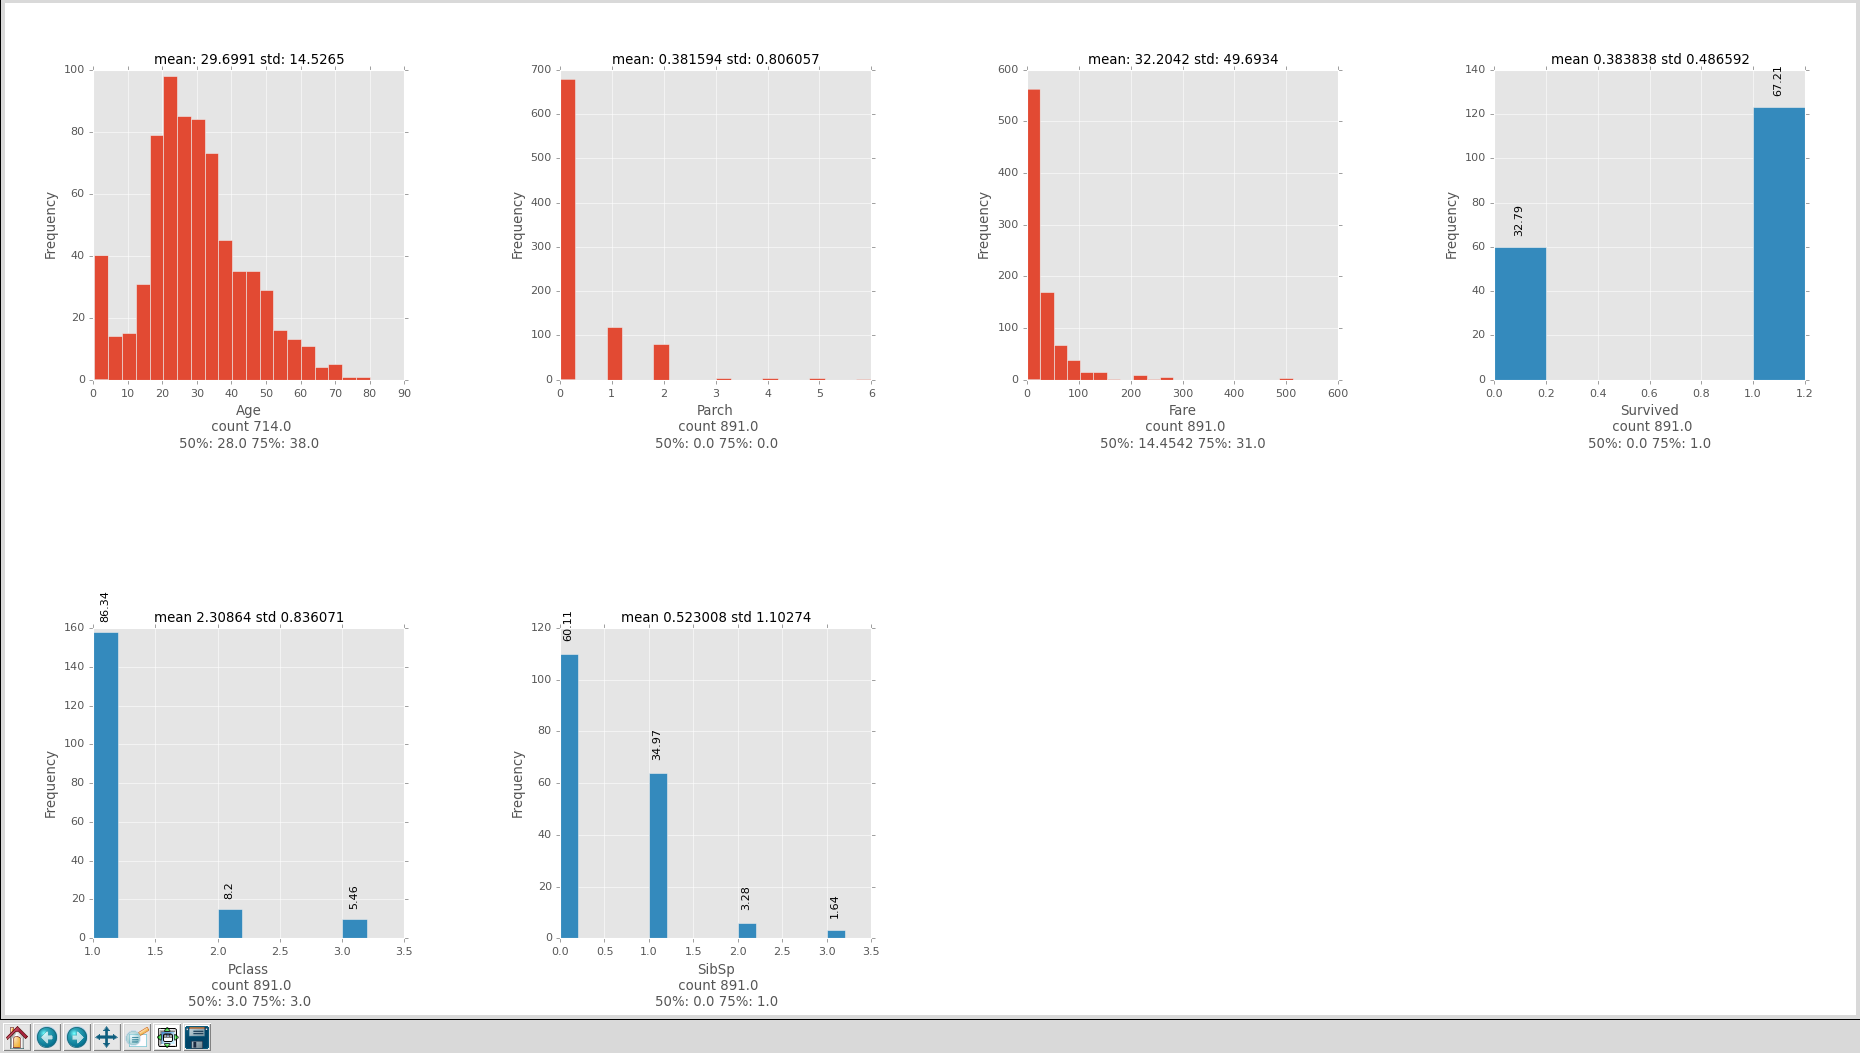 mean: 29.6991 std: 14.5265
100
80
60
40
20
0
Frequency
0 10 20 30 40 50 60 70 80 90
Age
count 714.0
50%: 28.0 75%: 38.0
mean: 0.381594 std: 0.806057
700
600
500
400
300
200
100
0
Frequency
0 1 2 3 4 5 6
Parch
count 891.0
50%: 0.0 75%: 0.0
mean: 32.2042 std: 49.6934
600
500
400
300
200
100
0
Frequency
0 100 200 300 400 500 600
Fare
count 891.0
50%: 14.4542 75%: 31.0
mean 0.383838 std 0.486592
140
120
100
80
60
40
20
0
Frequency
32.79
67.21
0.0 0.2 0.4 0.6 0.8 1.0 1.2
Survived
count 891.0
50%: 0.0 75%: 1.0
mean 2.30864 std 0.836071
160
140
120
100
80
60
40
20
0
Frequency
86.34
8.2
5.46
1.0 1.5 2.0 2.5 3.0 3.5
Pclass
count 891.0
50%: 3.0 75%: 3.0
mean 0.523008 std 1.10274
120
100
80
60
40
20
0
Frequency
60.11
34.97
3.28
1.64
0.0 0.5 1.0 1.5 2.0 2.5 3.0 3.5
SibSp
count 891.0
50%: 0.0 75%: 1.0